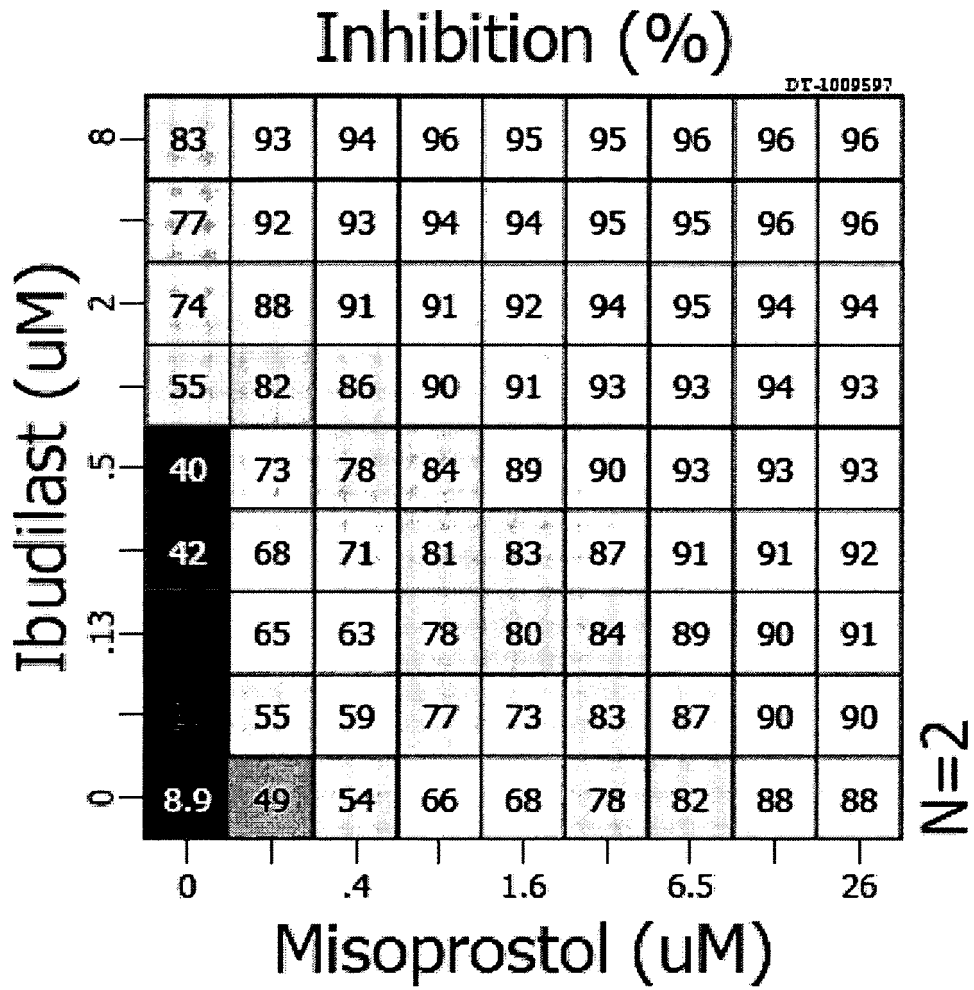 Inhibition (%)
DT-1009597
8 83 93 94 96 95 95 96 96 96
77 92 93 94 94 95 95 96 96
2 74 88 91 91 92 94 95 94 94
55 82 86 90 91 93 93 94 93
.5 40 73 78 84 89 90 93 93 93
42 68 71 81 83 87 91 91 92
.13 65 63 78 80 84 89 90 91
55 59 77 73 83 87 90 90
0 8.9 49 54 66 68 78 82 88 88
0 .4 1.6 6.5 26
Misoprostol (uM)
Ibudilast (uM)
N=2